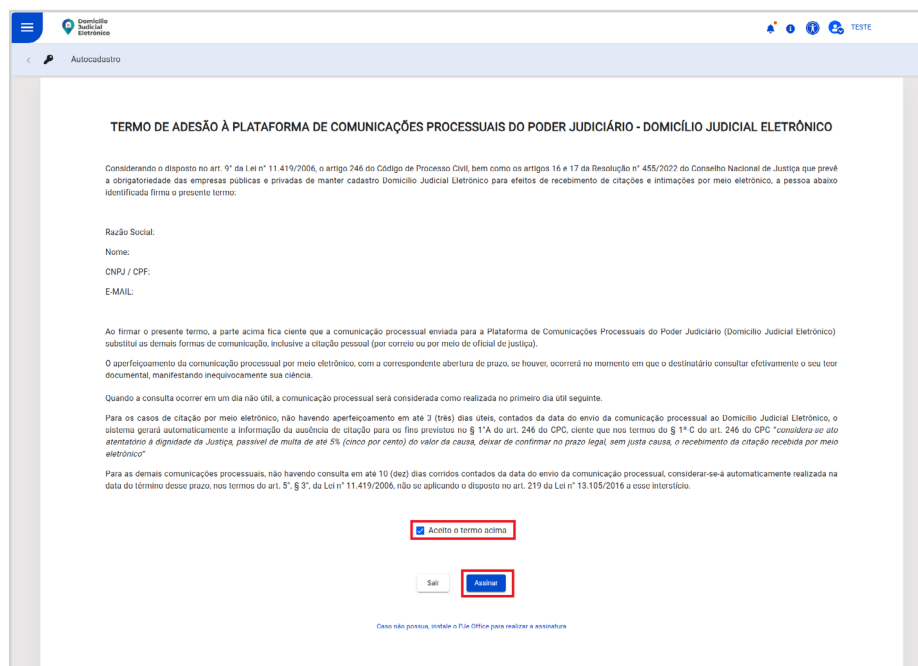 Domicílio
Judicial
Eletrônico
TESTE
Autocadastro
TERMO DE ADESÃO À PLATAFORMA DE COMUNICAÇÕES PROCESSUAIS DO PODER JUDICIÁRIO - DOMICÍLIO JUDICIAL ELETRÔNICO
Considerando o disposto no art. 9° da Lei n° 11.419/2006, o artigo 246 do Código de Processo Civil, bem como os artigos 16 e 17 da Resolução n° 455/2022 do Conselho Nacional de Justiça que prevê
a obrigatoriedade das empresas públicas e privadas de manter cadastro Domicílio Judicial Eletrônico para efeitos de recebimento de citações e intimações por meio eletrônico, a pessoa abaixo
identificada firma o presente termo:
Razão Social:
Nome:
CNPJ / CPF:
E-MAIL:
Ao firmar o presente termo, a parte acima fica ciente que a comunicação processual enviada para a Plataforma de Comunicações Processuais do Poder Judiciário (Domicílio Judicial Eletrônico)
substitui as demais formas de comunicação, inclusive a citação pessoal (por correio ou por meio de oficial de justiça).
O aperfeiçoamento da comunicação processual por meio eletrônico, com a correspondente abertura de prazo, se houver, ocorrerá no momento em que o destinatário consultar efetivamente o seu teor
documental, manifestando inequivocamente sua ciência.
Quando a consulta ocorrer em um dia não útil, a comunicação processual será considerada como realizada no primeiro dia útil seguinte.
Para os casos de citação por meio eletrônico, não havendo aperfeiçoamento em até 3 (três) dias úteis, contados da data do envio da comunicação processual ao Domicílio Judicial Eletrônico, o
sistema gerará automaticamente a informação da ausência de citação para os fins previstos no § 1°A do art. 246 do CPC, ciente que nos termos do § 1º-C do art. 246 do CPC "considera-se ato
atentatório à dignidade da Justiça, passível de multa de até 5% (cinco por cento) do valor da causa, deixar de confirmar no prazo legal, sem justa causa, o recebimento da citação recebida por meio
eletrônico"
Para as demais comunicações processuais, não havendo consulta em até 10 (dez) dias corridos contados da data do envio da comunicação processual, considerar-se-á automaticamente realizada na
data do término desse prazo, nos termos do art. 5°, § 3°, da Lei n° 11.419/2006, não se aplicando o disposto no art. 219 da Lei n° 13.105/2016 a esse interstício.
Aceito o termo acima
Sair
Assinar
Caso não possua, instale o PJe Office para realizar a assinatura